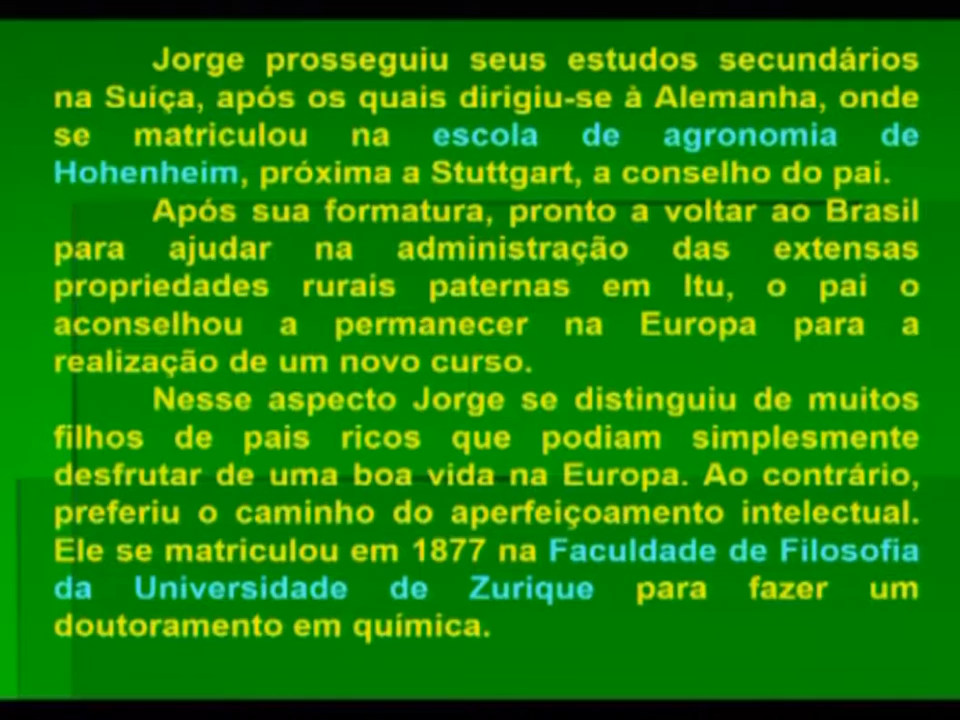 Jorge prosseguiu seus estudos secundários
na Suíça, após os quais dirigiu-se à Alemanha, onde
se matriculou na escola de agronomia de
Hohenheim, próxima a Stuttgart, a conselho do pai.
Após sua formatura, pronto a voltar ao Brasil
para ajudar na administração das extensas
propriedades rurais paternas em Itu, o pai o
aconselhou a permanecer na Europa para a
realização de um novo curso.
Nesse aspecto Jorge se distinguiu de muitos
filhos de pais ricos que podiam simplesmente
desfrutar de uma boa vida na Europa. Ao contrário,
preferiu o caminho do aperfeiçoamento intelectual.
Ele se matriculou em 1877 na Faculdade de Filosofia
da Universidade de Zurique para fazer um
doutoramento em química.